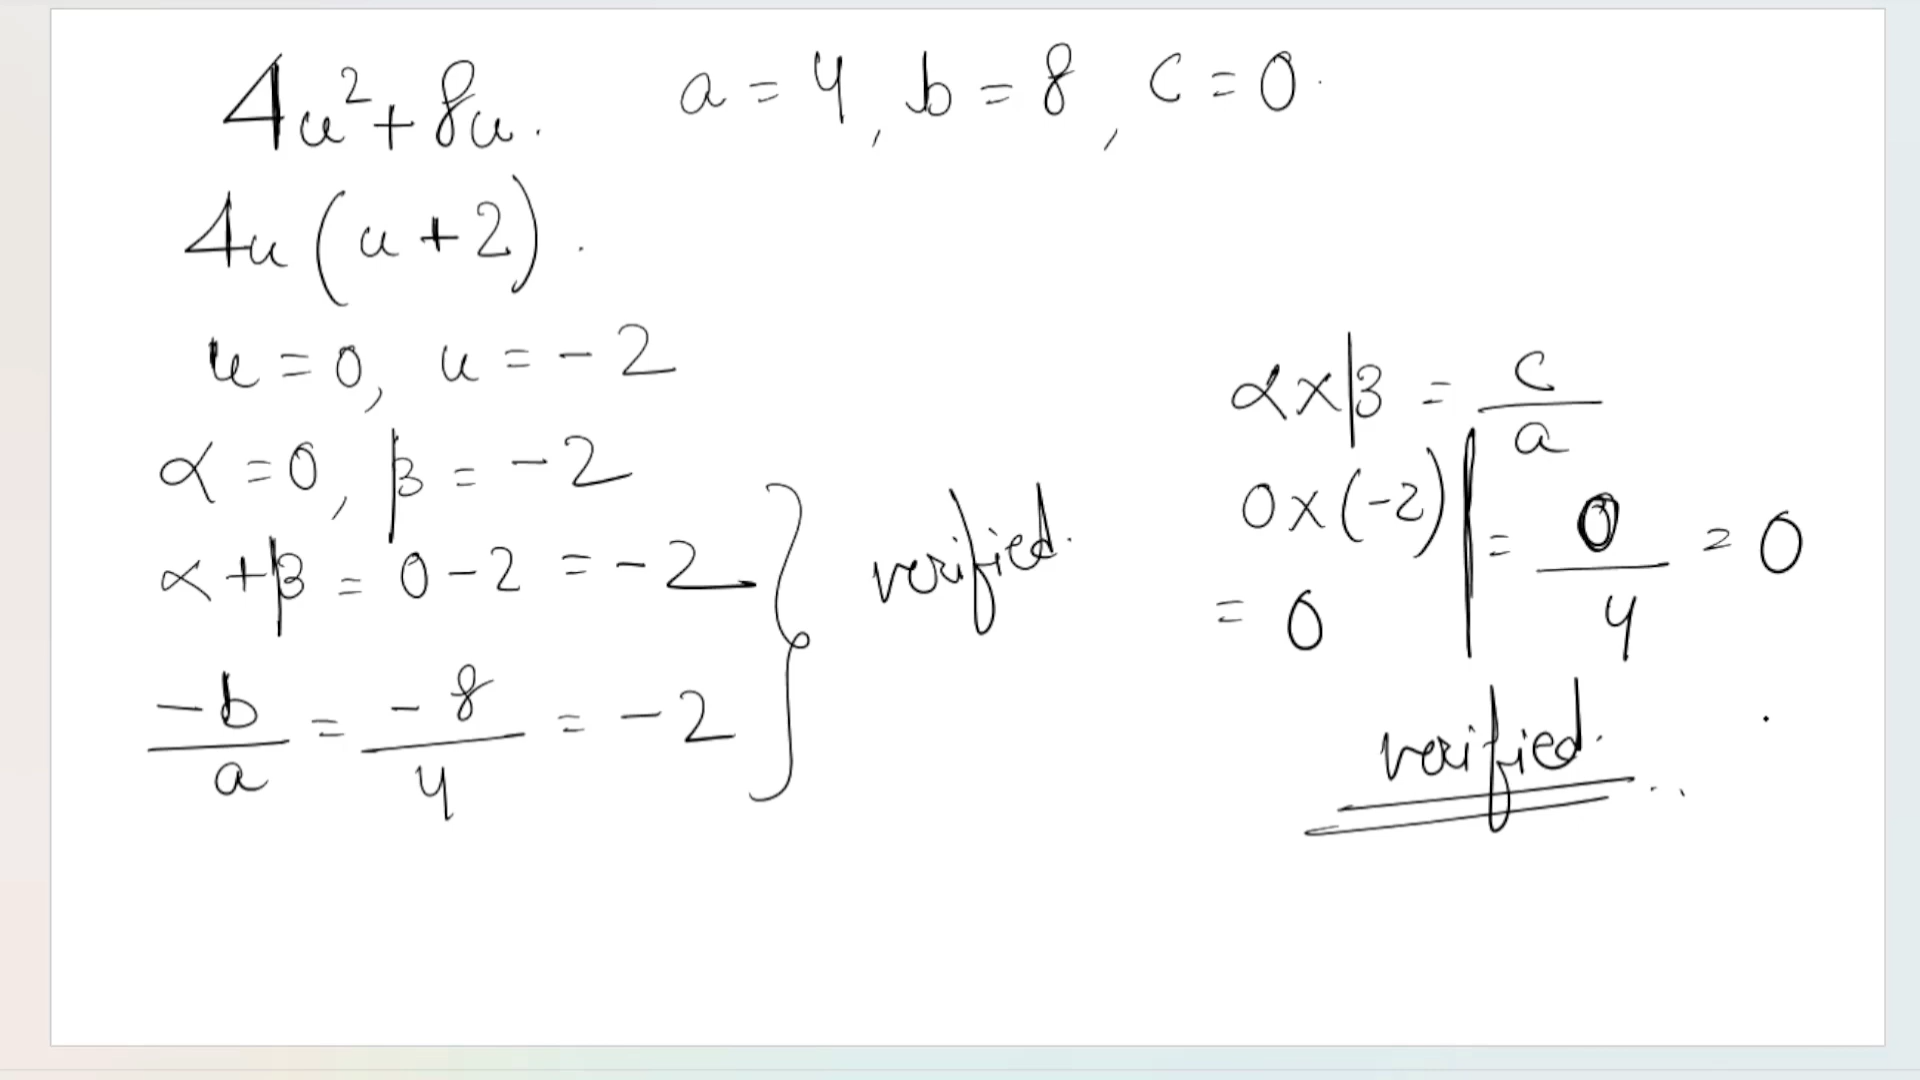 4u²+8u. a=4, b=8, c=0.
4u(u+2).
u=0, u=-2
α=0, β=-2
α+β=0-2=-2
-b/a = -8/4 = -2
verified.
α×β = c/a
0×(-2) | = 0/4 = 0
= 0
verified.